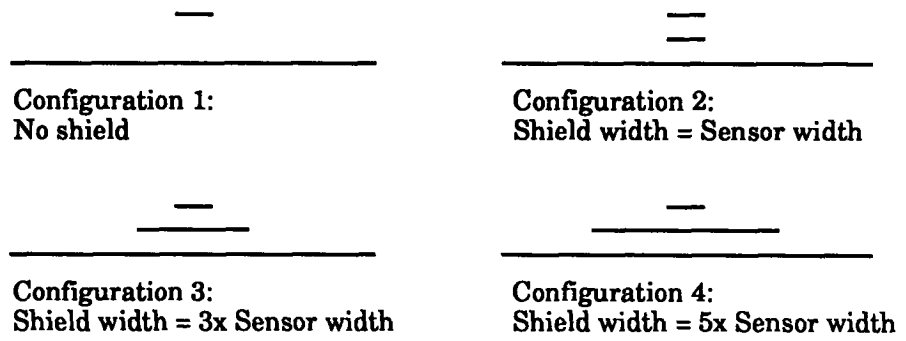 Configuration 1:
No shield
Configuration 2:
Shield width = Sensor width
Configuration 3:
Shield width = 3x Sensor width
Configuration 4:
Shield width = 5x Sensor width